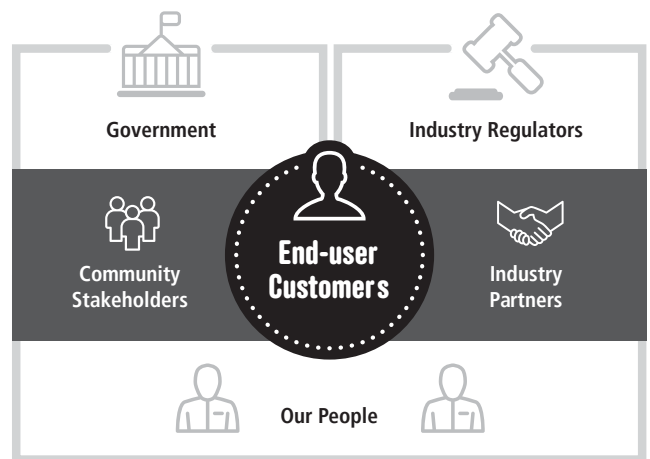 Government
Industry Regulators
Community
Stakeholders
End-user
Customers
Industry
Partners
Our People